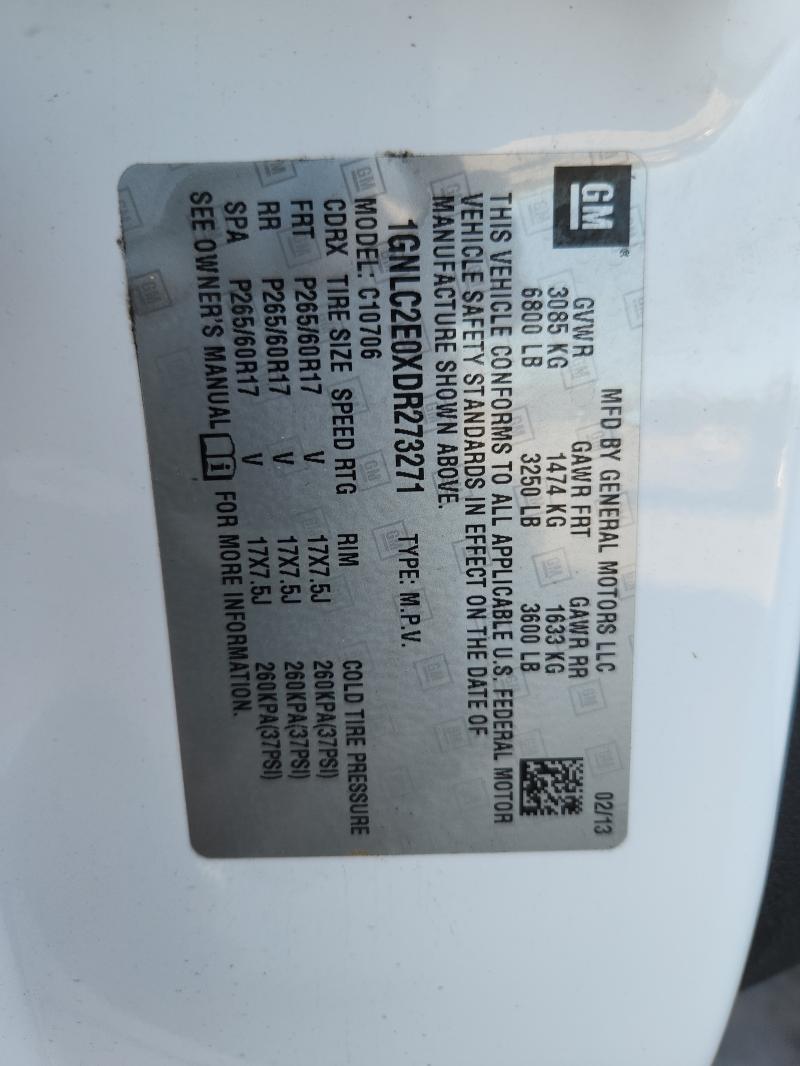 GM
MFD BY GENERAL MOTORS LLC 02/13
GVWR GAWR FRT GAWR RR
3085 KG 1474 KG 1633 KG
6800 LB 3250 LB 3600 LB
THIS VEHICLE CONFORMS TO ALL APPLICABLE U.S. FEDERAL MOTOR
VEHICLE SAFETY STANDARDS IN EFFECT ON THE DATE OF
MANUFACTURE SHOWN ABOVE.
1GNLC2E0XDR273271 TYPE: M.P.V.
MODEL: C10706
CDRX TIRE SIZE SPEED RTG RIM COLD TIRE PRESSURE
FRT P265/60R17 V 17X7.5J 260KPA(37PSI)
RR P265/60R17 V 17X7.5J 260KPA(37PSI)
SPA P265/60R17 V 17X7.5J 260KPA(37PSI)
SEE OWNER'S MANUAL FOR MORE INFORMATION.